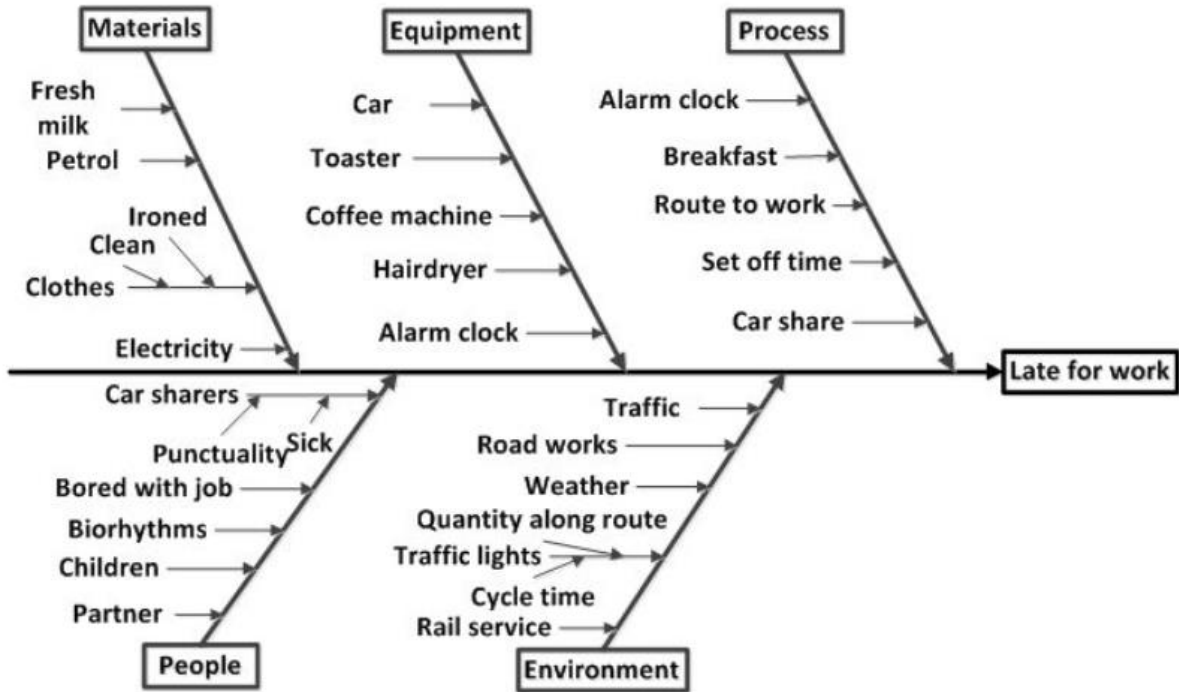 Materials
Fresh
milk
Petrol
Ironed
Clean
Clothes
Electricity
Equipment
Car
Toaster
Coffee machine
Hairdryer
Alarm clock
Process
Alarm clock
Breakfast
Route to work
Set off time
Car share
Late for work
Car sharers
Punctuality
Sick
Bored with job
Biorhythms
Children
Partner
People
Traffic
Road works
Weather
Quantity along route
Traffic lights
Cycle time
Rail service
Environment